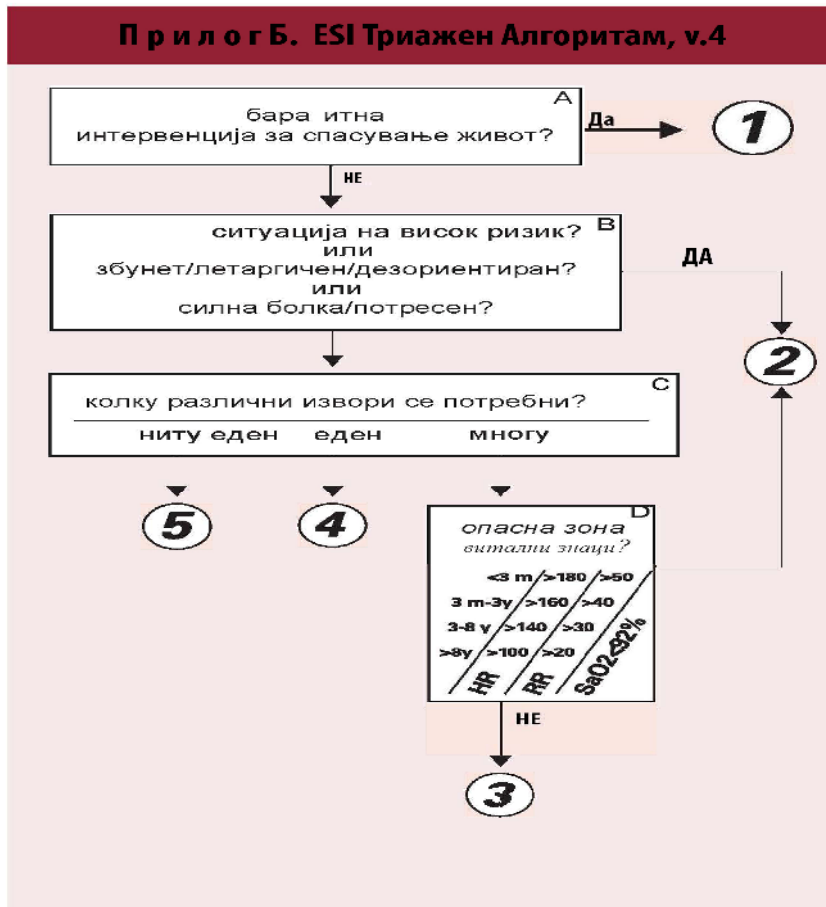 П р и л о г Б. ESI Триажен Алгоритам, v.4
A
бара итна
интервенција за спасување живот?
Да
1
НЕ
B
ситуација на висок ризик?
или
збунет/летаргичен/дезориентиран?
или
силна болка/потресен?
ДА
2
C
колку различни извори се потребни?
ниту еден еден многу
5
4
D
опасна зона
витални знаци?
<3 m/>180/>50
3 m-3y/>160/>40
3-8 y/>140/>30
>8y/>100/>20
HR
RR
SaO2<92%
НЕ
3